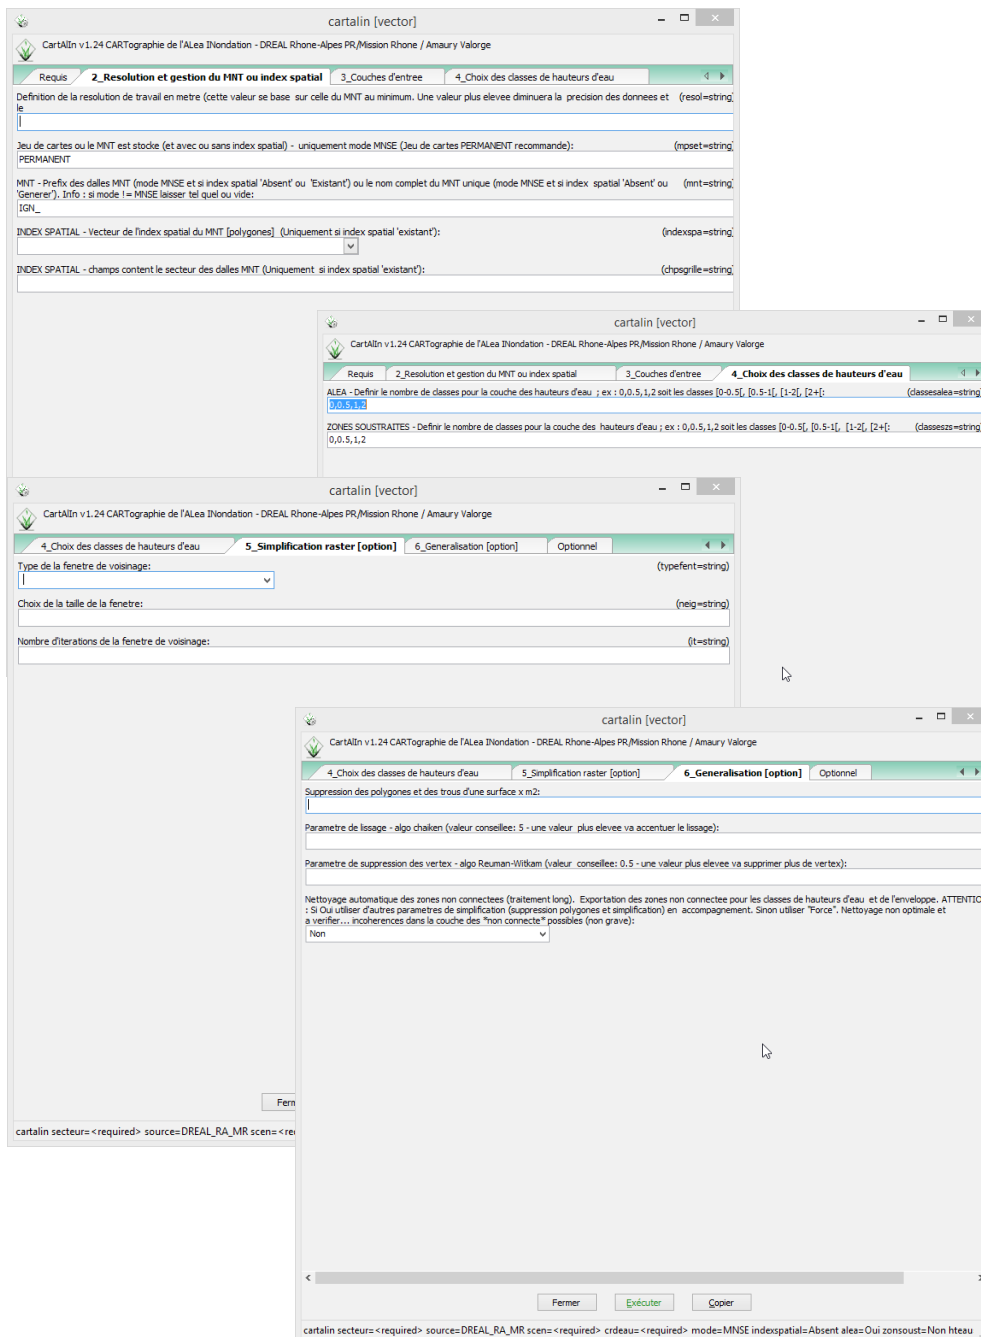 cartalin [vector]
CartAlIn v1.24 CARTographie de l'ALea INondation - DREAL Rhone-Alpes PR/Mission Rhone / Amaury Valorge
Requis 2_Resolution et gestion du MNT ou index spatial 3_Couches d'entree 4_Choix des classes de hauteurs d'eau
Definition de la resolution de travail en metre (cette valeur se base sur celle du MNT au minimum. Une valeur plus elevee diminuera la precision des donnees et (resol=string)
le
Jeu de cartes ou le MNT est stocke (et avec ou sans index spatial) - uniquement mode MNSE (Jeu de cartes PERMANENT recommande): (mpset=string)
PERMANENT
MNT - Prefix des dalles MNT (mode MNSE et si index spatial 'Absent' ou 'Existant') ou le nom complet du MNT unique (mode MNSE et si index spatial 'Absent' ou (mnt=string)
'Generer'). Info : si mode != MNSE laisser tel quel ou vide:
IGN_
INDEX SPATIAL - Vecteur de l'index spatial du MNT [polygones] (Uniquement si index spatial 'existant'): (indexspa=string)
INDEX SPATIAL - champs content le secteur des dalles MNT (Uniquement si index spatial 'existant'): (chpsgrille=string)
cartalin [vector]
CartAlIn v1.24 CARTographie de l'ALea INondation - DREAL Rhone-Alpes PR/Mission Rhone / Amaury Valorge
Requis 2_Resolution et gestion du MNT ou index spatial 3_Couches d'entree 4_Choix des classes de hauteurs d'eau
ALEA - Definir le nombre de classes pour la couche des hauteurs d'eau ; ex : 0,0.5,1,2 soit les classes [0-0.5[, [0.5-1[, [1-2[, [2+[: (classesalea=string)
0,0.5,1,2
ZONES SOUSTRAITES - Definir le nombre de classes pour la couche des hauteurs d'eau ; ex : 0,0.5,1,2 soit les classes [0-0.5[, [0.5-1[, [1-2[, [2+[: (classeszs=string)
0,0.5,1,2
cartalin [vector]
CartAlIn v1.24 CARTographie de l'ALea INondation - DREAL Rhone-Alpes PR/Mission Rhone / Amaury Valorge
4_Choix des classes de hauteurs d'eau 5_Simplification raster [option] 6_Generalisation [option] Optionnel
Type de la fenetre de voisinage: (typefent=string)
Choix de la taille de la fenetre: (neig=string)
Nombre d'iterations de la fenetre de voisinage: (it=string)
Ferm
cartalin secteur=<required> source=DREAL_RA_MR scen=<re
cartalin [vector]
CartAlIn v1.24 CARTographie de l'ALea INondation - DREAL Rhone-Alpes PR/Mission Rhone / Amaury Valorge
4_Choix des classes de hauteurs d'eau 5_Simplification raster [option] 6_Generalisation [option] Optionnel
Suppression des polygones et des trous d'une surface x m2:
Parametre de lissage - algo chaiken (valeur conseillee: 5 - une valeur plus elevee va accentuer le lissage):
Parametre de suppression des vertex - algo Reuman-Witkam (valeur conseillee: 0.5 - une valeur plus elevee va supprimer plus de vertex):
Nettoyage automatique des zones non connectees (traitement long). Exportation des zones non connectee pour les classes de hauteurs d'eau et de l'enveloppe. ATTENTIO
: Si Oui utiliser d'autres parametres de simplification (suppression polygones et simplification) en accompagnement. Sinon utiliser "Force". Nettoyage non optimale et
a verifier... incoherences dans la couche des *non connecte* possibles (non grave):
Non
Fermer Exécuter Copier
cartalin secteur=<required> source=DREAL_RA_MR scen=<required> crdeau=<required> mode=MNSE indexspatial=Absent alea=Oui zonsoust=Non hteau